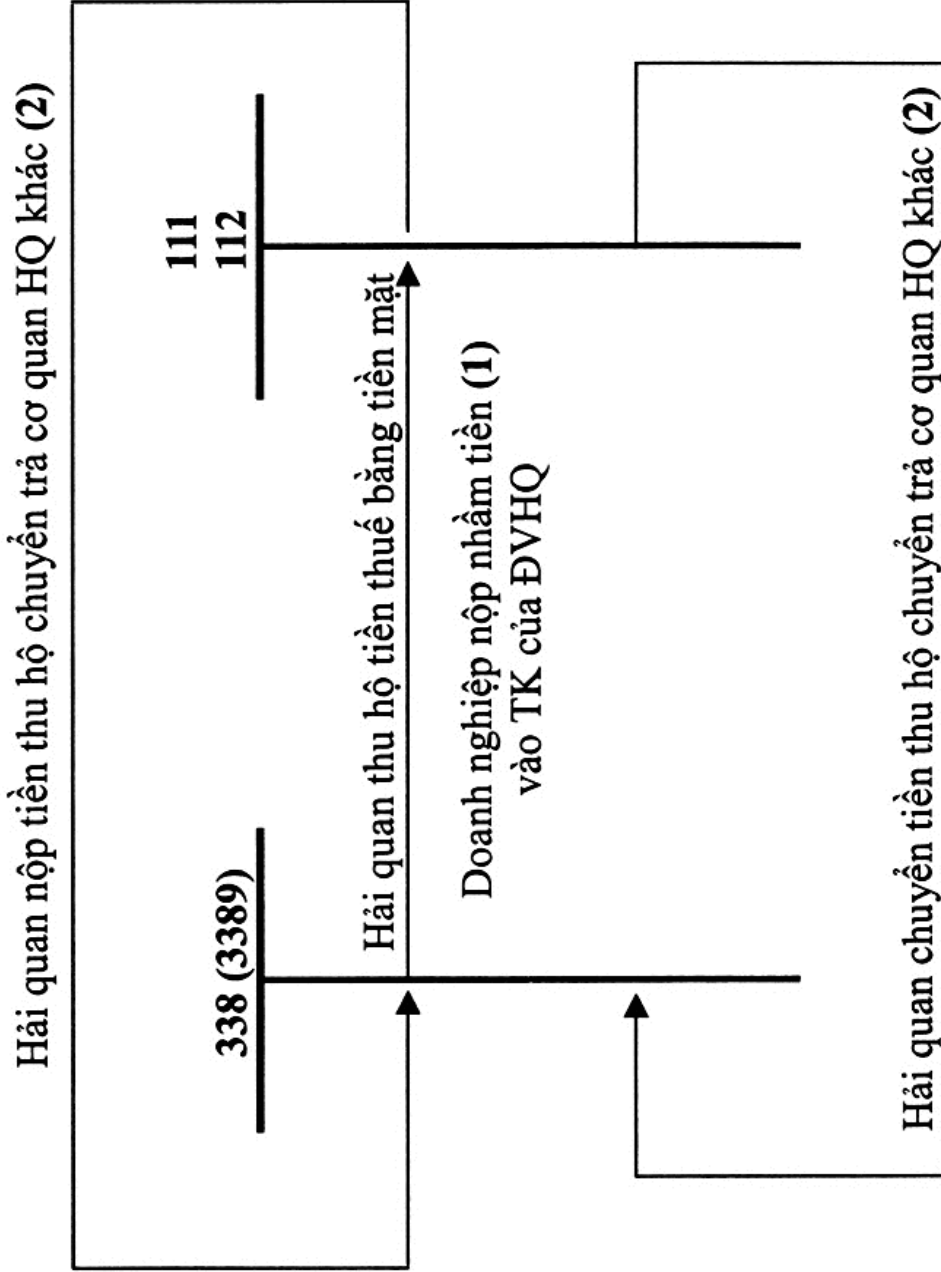 Hải quan nộp tiền thu hộ chuyển trả cơ quan HQ khác (2)
338 (3389)
111
112
Hải quan thu hộ tiền thuế bằng tiền mặt
Doanh nghiệp nộp nhầm tiền (1)
vào TK của ĐVHQ
Hải quan chuyển tiền thu hộ chuyển trả cơ quan HQ khác (2)